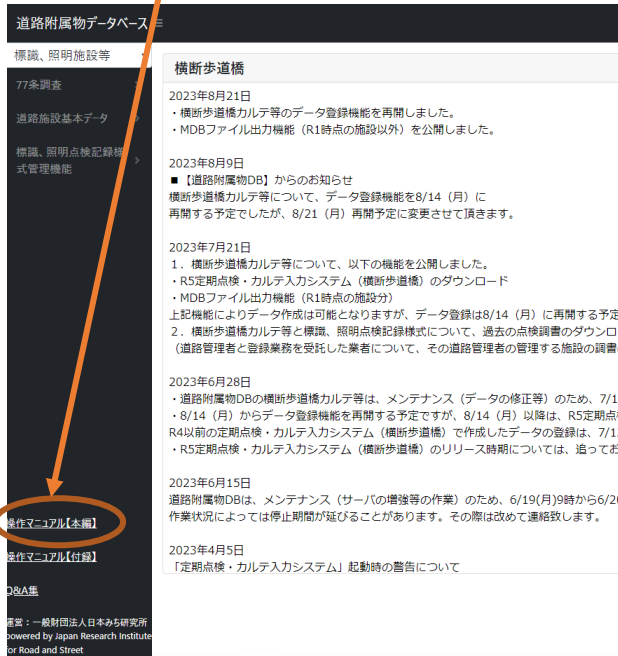 道路附属物データベース
標識、照明施設等
77条調査
道路施設基本データ
標識、照明点検記録様
式管理機能
操作マニュアル【本編】
操作マニュアル【付録】
Q&A集
運営：一般財団法人日本みち研究所
powered by Japan Research Institute
for Road and Street
横断歩道橋
2023年8月21日
・横断歩道橋カルテ等のデータ登録機能を再開しました。
・MDBファイル出力機能（R1時点の施設以外）を公開しました。
2023年8月9日
■【道路附属物DB】からのお知らせ
横断歩道橋カルテ等について、データ登録機能を8/14（月）に
再開する予定でしたが、8/21（月）再開予定に変更させて頂きます。
2023年7月21日
１．横断歩道橋カルテ等について、以下の機能を公開しました。
・R5定期点検・カルテ入力システム（横断歩道橋）のダウンロード
・MDBファイル出力機能（R1時点の施設分）
上記機能によりデータ作成は可能となりますが、データ登録は8/14（月）に再開する予定
２．横断歩道橋カルテ等と標識、照明点検記録様式について、過去の点検調書のダウンロ
（道路管理者と登録業務を受託した業者について、その道路管理者の管理する施設の調書
2023年6月28日
・道路附属物DBの横断歩道橋カルテ等は、メンテナンス（データの修正等）のため、7/1
・8/14（月）からデータ登録機能を再開する予定ですが、8/14（月）以降は、R5定期点
R4以前の定期点検・カルテ入力システム（横断歩道橋）で作成したデータの登録は、7/1
・R5定期点検・カルテ入力システム（横断歩道橋）のリリース時期については、追ってお
2023年6月15日
道路附属物DBは、メンテナンス（サーバの増強等の作業）のため、6/19(月)9時から6/2
作業状況によっては停止期間が延びることがあります。その際は改めて連絡致します。
2023年4月5日
「定期点検・カルテ入力システム」起動時の警告について